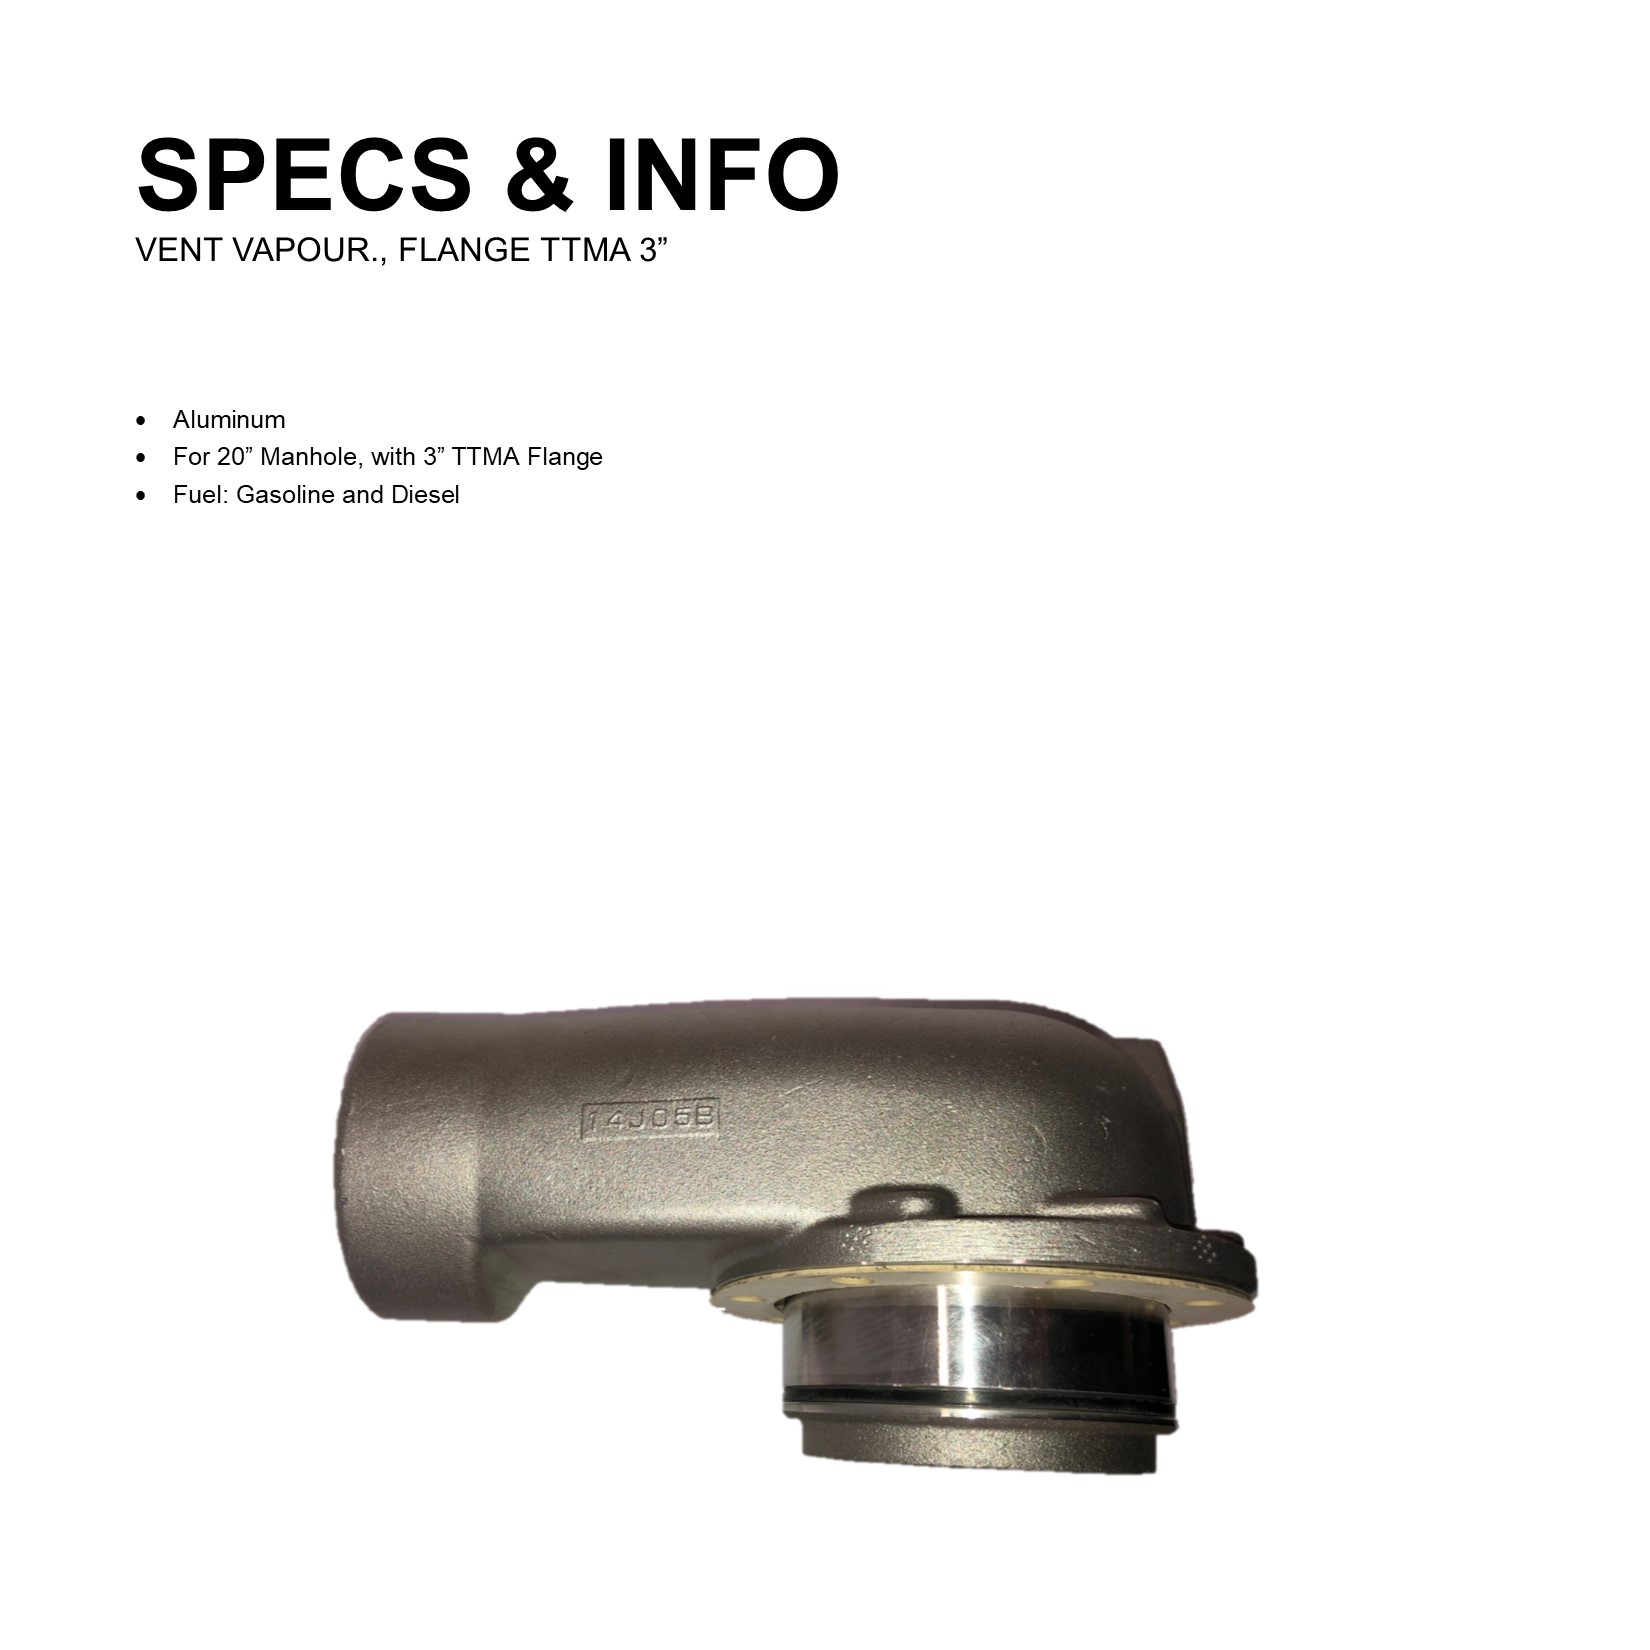 SPECS & INFO
VENT VAPOUR., FLANGE TTMA 3”
• Aluminum
• For 20” Manhole, with 3” TTMA Flange
• Fuel: Gasoline and Diesel
14J05B